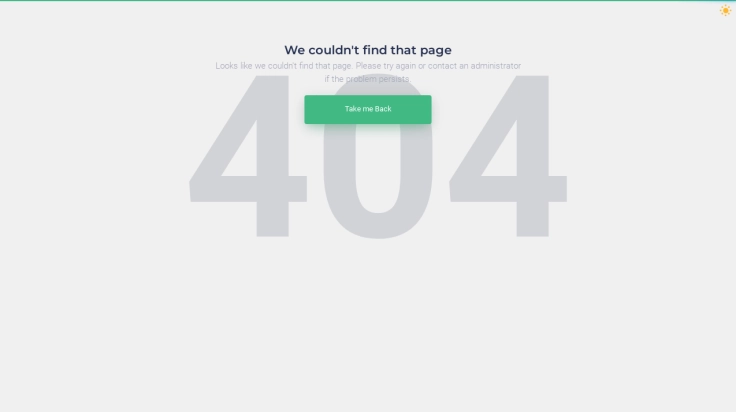 We couldn't find that page
Looks like we couldn't find that page. Please try again or contact an administrator
if the problem persists
404
Take me Back